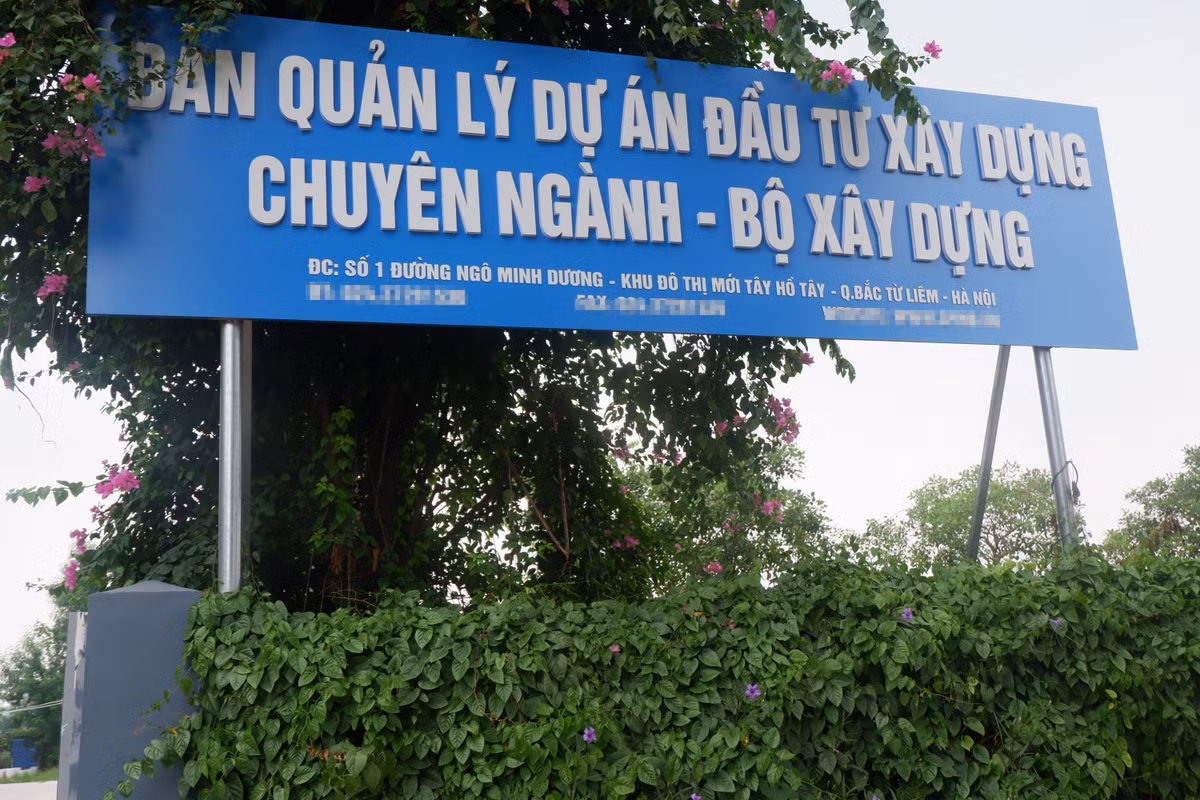 BAN QUẢN LÝ DỰ ÁN ĐẦU TƯ XÂY DỰNG
CHUYÊN NGÀNH - BỘ XÂY DỰNG
ĐC: SỐ 1 ĐƯỜNG NGÔ MINH DƯƠNG - KHU ĐÔ THỊ MỚI TÂY HỒ TÂY - Q.BẮC TỪ LIÊM - HÀ NỘI